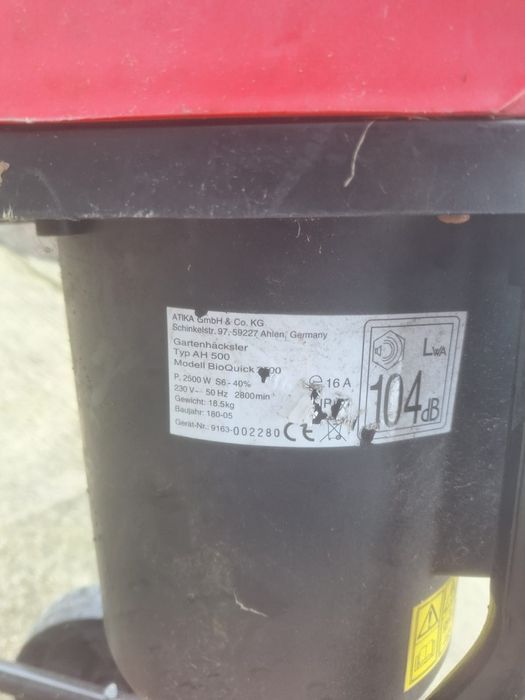 ATIKA GmbH & Co. KG
Schinkelstr. 97, 59227 Ahlen, Germany
Gartenhäcksler
Typ AH 500
Modell BioQuick
P, 2500 W S6 - 40%
230 V~ 50 Hz 2800min
16 A
Gewicht: 18.5kg
Baujahr: 180-05
Gerät-Nr.: 9163-002280 CE
LWA
104dB